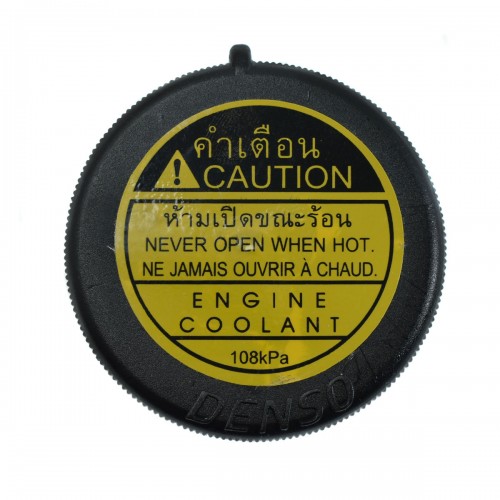 คำเตือน
! CAUTION
ห้ามเปิดขณะร้อน
NEVER OPEN WHEN HOT.
NE JAMAIS OUVRIR À CHAUD.
ENGINE
COOLANT
108kPa
DENSO